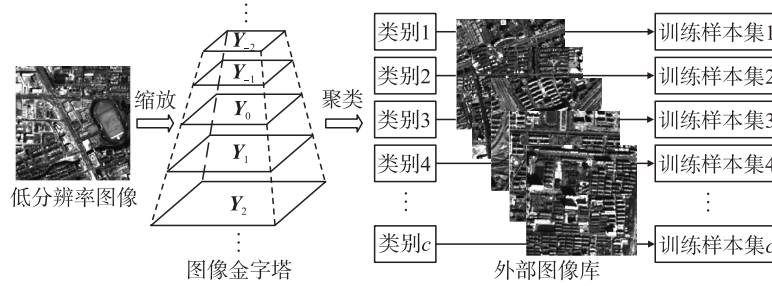 低分辨率图像
缩放
⋮
Y₋₂
Y₋₁
Y₀
Y₁
Y₂
⋮
图像金字塔
聚类
类别1
类别2
类别3
类别4
⋮
类别c
外部图像库
训练样本集1
训练样本集2
训练样本集3
训练样本集4
⋮
训练样本集c